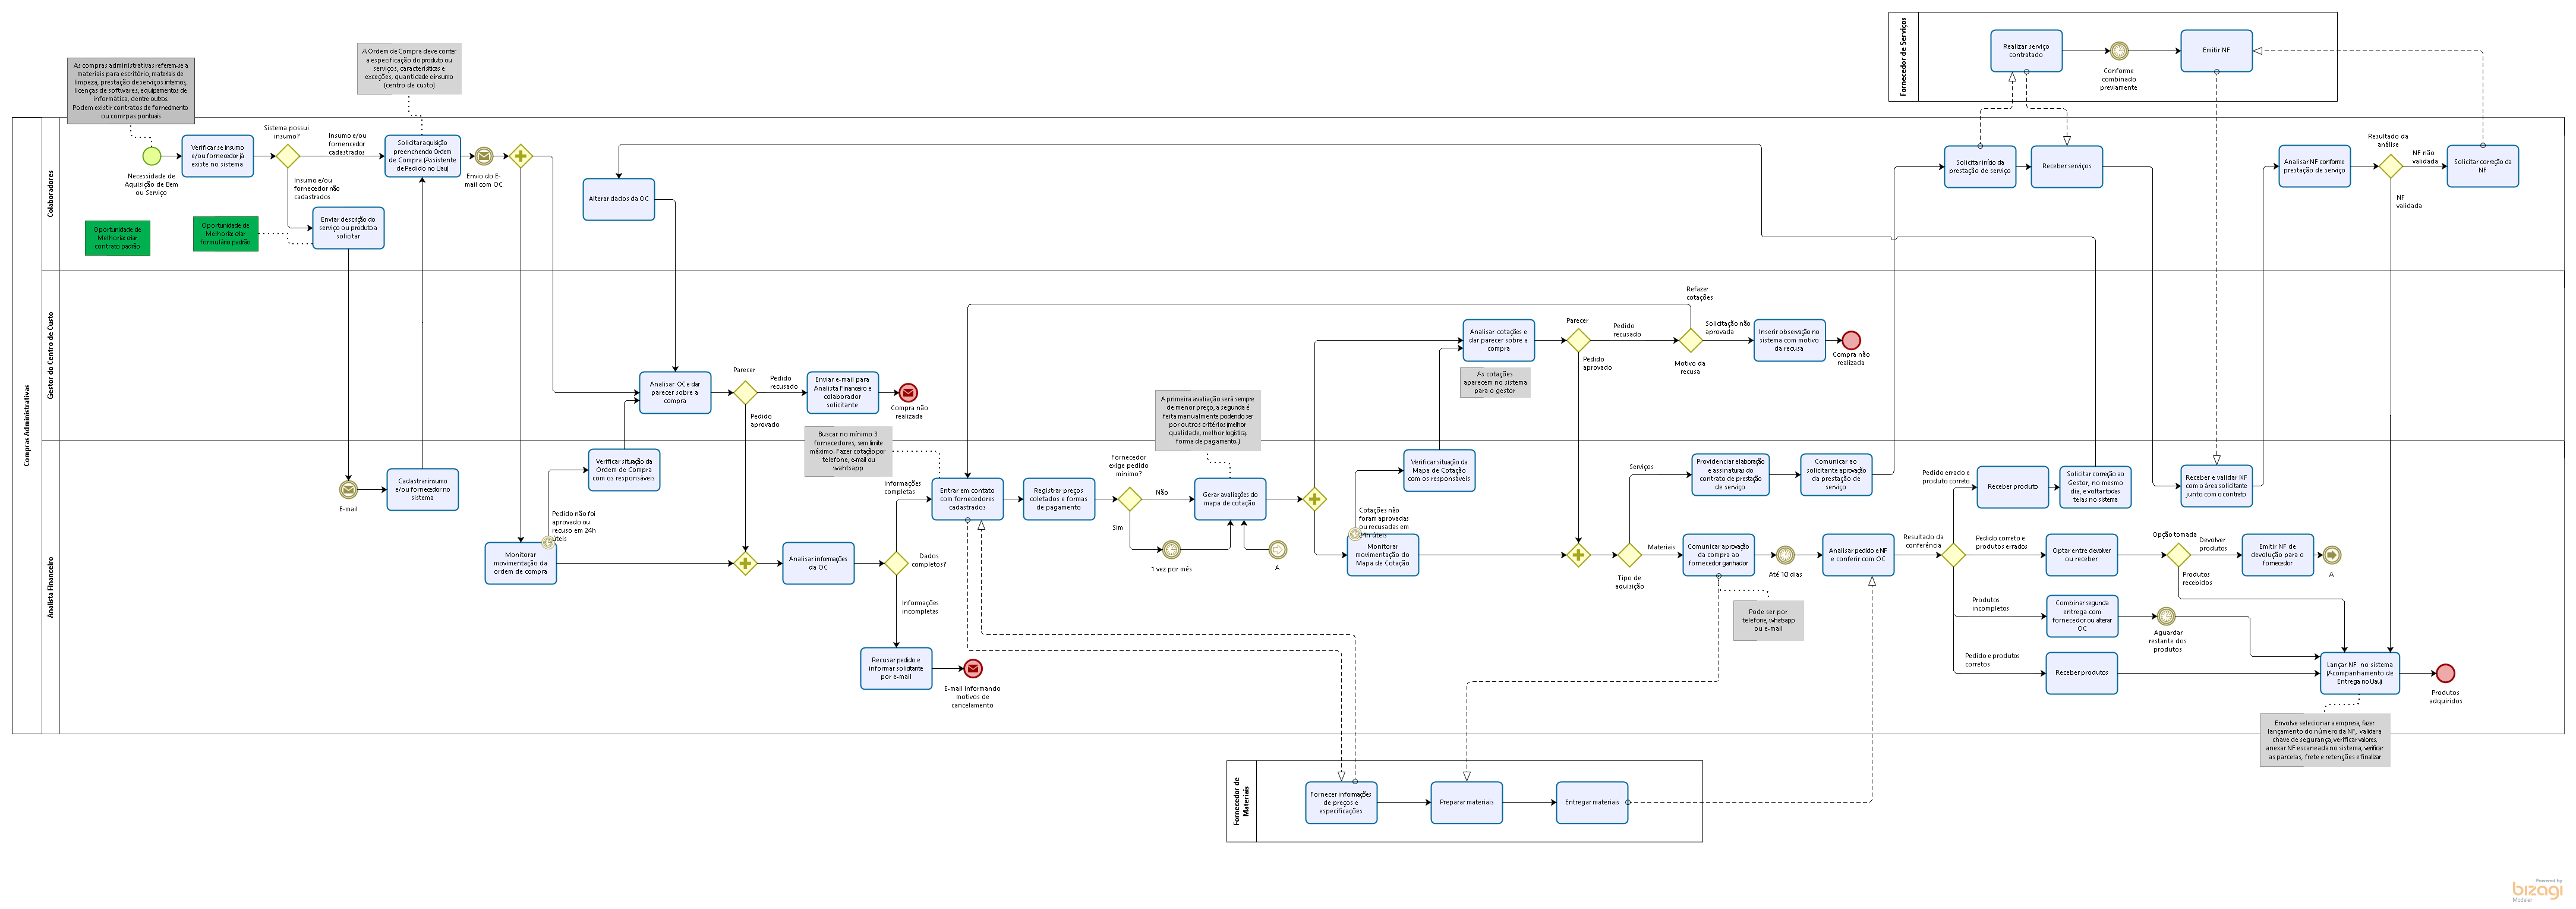 Fornecedor de Serviços
Realizar serviço
contratado
Conforme
combinado
previamente
Emitir NF
As compras administrativas referem-se a
materiais para escritório, materiais de
limpeza, prestação de serviços internos,
licenças de softwares, equipamentos de
informática, dentre outros.
Podem existir contratos de fornecimento
ou comrpas pontuais
A Ordem de Compra deve conter
a especificação do produto ou
serviços, características e
exceções, quantidade e insumo
(centro de custo)
Compras Administrativas
Colaboradores
Necessidade de
Aquisição de Bem
ou Serviço
Verificar se insumo
e/ou fornecedor já
existe no sistema
Sistema possui
insumo?
Insumo e/ou
fornencedor
cadastrados
Insumo e/ou
fornecedor não
cadastrados
Solicitar aquisição
preenchendo Ordem
de Compra (Assistente
de Pedido no Uau)
Envio do E-
mail com OC
Oportunidade de
Melhoria: criar
contrato padrão
Oportunidade de
Melhoria: criar
formulário padrão
Enviar descrição do
serviço ou produto a
solicitar
Alterar dados da OC
Solicitar início da
prestação de serviço
Receber serviços
Analisar NF conforme
prestação de serviço
Resultado da
análise
NF não
validada
NF
validada
Solicitar correção da
NF
Gestor do Centro de Custo
Analisar OC e dar
parecer sobre a
compra
Parecer
Pedido
recusado
Pedido
aprovado
Enviar e-mail para
Analista Financeiro e
colaborador
solicitante
Compra não
realizada
Analisar cotações e
dar parecer sobre a
compra
As cotações
aparecem no sistema
para o gestor
Parecer
Pedido
recusado
Pedido
aprovado
Refazer
cotações
Motivo da
recusa
Solicitação não
aprovada
Inserir observação no
sistema com motivo
da recusa
Compra não
realizada
Analista Financeiro
E-mail
Cadastrar insumo
e/ou fornecedor no
sistema
Verificar situação da
Ordem de Compra
com os responsáveis
Pedido não foi
aprovado ou
recuso em 24h
úteis
Monitorar
movimentação da
ordem de compra
Analisar informações
da OC
Dados
completos?
Informações
completas
Informações
incompletas
Recusar pedido e
informar solicitante
por e-mail
E-mail informando
motivos de
cancelamento
Buscar no mínimo 3
fornecedores, sem limite
máximo. Fazer cotação por
telefone, e-mail ou
wahtsapp
Entrar em contato
com fornecedores
cadastrados
Registrar preços
coletados e formas
de pagamento
Fornecedor
exige pedido
mínimo?
Não
Sim
1 vez por mês
A primeira avaliação será sempre
de menor preço, a segunda é
feita manualmente podendo ser
por outros critérios (melhor
qualidade, melhor logística,
forma de pagamento..)
Gerar avaliações do
mapa de cotação
A
Verificar situação da
Mapa de Cotação
com os responsáveis
Cotações não
foram aprovadas
ou recusadas em
24h úteis
Monitorar
movimentação do
Mapa de Cotação
Tipo de
aquisição
Serviços
Materiais
Providenciar elaboração
e assinaturas do
contrato de prestação
de serviço
Comunicar ao
solicitante aprovação
da prestação de
serviço
Comunicar aprovação
da compra ao
fornecedor ganhador
Pode ser por
telefone, whatsapp
ou e-mail
Até 10 dias
Analisar pedido e NF
e conferir com OC
Resultado da
conferência
Pedido errado e
produto correto
Receber produto
Solicitar correção ao
Gestor, no mesmo
dia, e voltar todas
telas no sistema
Receber e validar NF
com o área solicitante
junto com o contrato
Pedido correto e
produtos errados
Optar entre devolver
ou receber
Opção tomada
Devolver
produtos
Produtos
recebidos
Emitir NF de
devolução para o
fornecedor
A
Produtos
incompletos
Combinar segunda
entrega com
fornecedor ou alterar
OC
Aguardar
restante dos
produtos
Pedido e produtos
corretos
Receber produtos
Lançar NF no sistema
(Acompanhamento de
Entrega no Uau)
Produtos
adquiridos
Envolve selecionar a empresa, fazer
lançamento do número da NF, validar a
chave de segurança, verificar valores,
anexar NF escaneada no sistema, verificar
as parcelas, frete e retenções e finalizar
Fornecedor de
Materiais
Fornecer informações
de preços e
especificações
Preparar materiais
Entregar materiais
Powered by
bizagi
Modeler